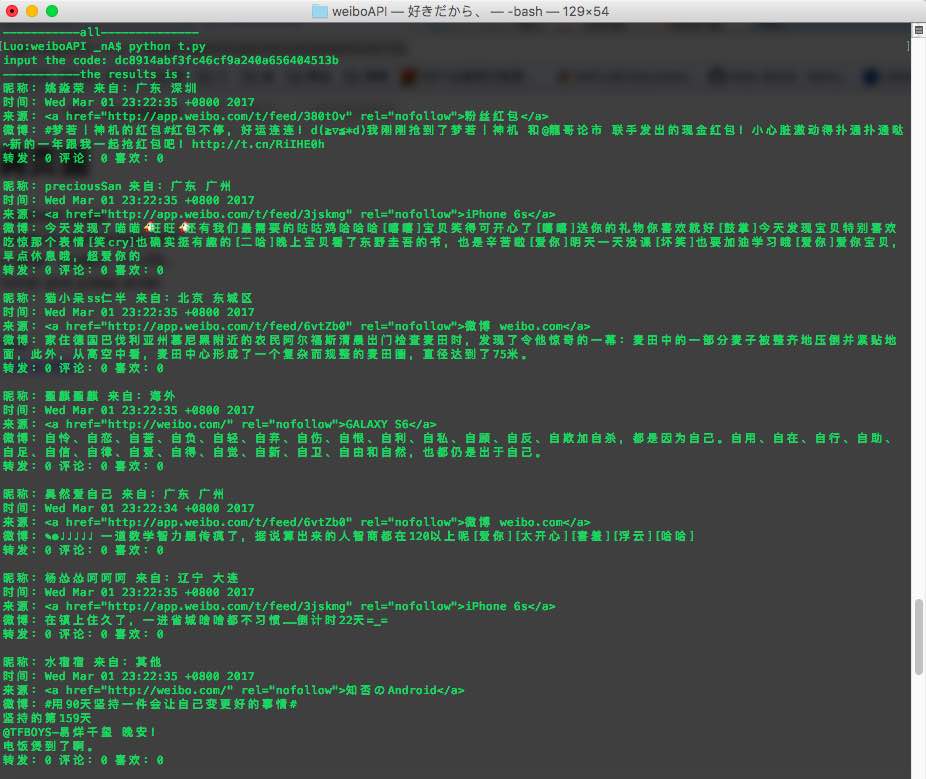 weiboAPI — 好きだから、 — -bash — 129×54
-----------all--------------
[Luo:weiboAPI _nA$ python t.py ]
input the code: dc8914abf3fc46cf9a240a656404513b
-----------the results is :
昵称: 姚焱荣 来自: 广东 深圳
时间: Wed Mar 01 23:22:35 +0800 2017
来源: <a href="http://app.weibo.com/t/feed/380tOv" rel="nofollow">粉丝红包</a>
微博: #梦若丨神机的红包#红包不停, 好运连连! d(≧▽≦*d)我刚刚抢到了梦若丨神机 和@龍哥论市 联手发出的现金红包! 小心脏激动得扑通扑通哒
~新的一年跟我一起抢红包吧! http://t.cn/RiIHE0h
转发: 0 评论: 0 喜欢: 0
昵称: preciousSan 来自: 广东 广州
时间: Wed Mar 01 23:22:35 +0800 2017
来源: <a href="http://app.weibo.com/t/feed/3jskmg" rel="nofollow">iPhone 6s</a>
微博: 今天发现了喵喵🐶旺旺🐶还有我们最需要的咕咕鸡哈哈哈[嘻嘻]宝贝笑得可开心了[嘻嘻]送你的礼物你喜欢就好[鼓掌]今天发现宝贝特别喜欢
吃惊那个表情[笑cry]也确实挺有趣的[二哈]晚上宝贝看了东野圭吾的书, 也是辛苦啦[爱你]明天一天没课[坏笑]也要加油学习哦[爱你]爱你宝贝,
早点休息哦, 超爱你的
转发: 0 评论: 0 喜欢: 0
昵称: 猫小呆ss仁半 来自: 北京 东城区
时间: Wed Mar 01 23:22:35 +0800 2017
来源: <a href="http://app.weibo.com/t/feed/6vtZb0" rel="nofollow">微博 weibo.com</a>
微博: 家住德国巴伐利亚州慕尼黑附近的农民阿尔福斯清晨出门检查麦田时, 发现了令他惊奇的一幕: 麦田中的一部分麦子被整齐地压倒并紧贴地
面, 此外, 从高空中看, 麦田中心形成了一个复杂而规整的麦田圈, 直径达到了75米。
转发: 0 评论: 0 喜欢: 0
来自: 海外
时间: Wed Mar 01 23:22:35 +0800 2017
来源: <a href="http://weibo.com/" rel="nofollow">GALAXY S6</a>
微博: 自怜、自恋、自苦、自负、自轻、自弃、自伤、自恨、自利、自私、自顾、自反、自欺加自杀, 都是因为自己。自用、自在、自行、自助、
自足、自信、自律、自爱、自得、自觉、自新、自卫、自由和自然, 也都仍是出于自己。
转发: 0 评论: 0 喜欢: 0
昵称: 昊然爱自己 来自: 广东 广州
时间: Wed Mar 01 23:22:34 +0800 2017
来源: <a href="http://app.weibo.com/t/feed/6vtZb0" rel="nofollow">微博 weibo.com</a>
微博: ✎☻♩♩♩♩♩ 一道数学智力题传疯了, 据说算出来的人智商都在120以上呢[爱你][太开心][害羞][浮云][哈哈]
转发: 0 评论: 0 喜欢: 0
昵称: 杨怂怂呵呵呵 来自: 辽宁 大连
时间: Wed Mar 01 23:22:35 +0800 2017
来源: <a href="http://app.weibo.com/t/feed/3jskmg" rel="nofollow">iPhone 6s</a>
微博: 在镇上住久了, 一进省城啥啥都不习惯……倒计时22天=_=
转发: 0 评论: 0 喜欢: 0
昵称: 水宿宿 来自: 其他
时间: Wed Mar 01 23:22:35 +0800 2017
来源: <a href="http://weibo.com/" rel="nofollow">知否のAndroid</a>
微博: #用90天坚持一件会让自己变更好的事情#
坚持的第159天
@TFBOYS-易烊千玺 晚安!
电饭煲到了啊。
转发: 0 评论: 0 喜欢: 0